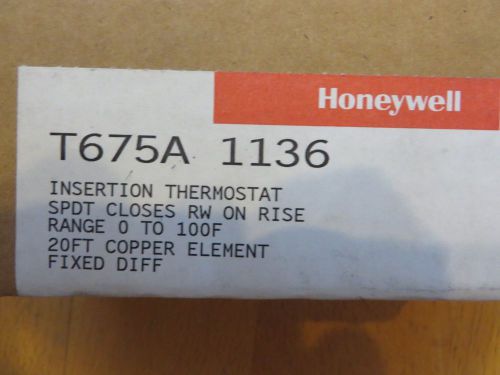 Honeywell
T675A 1136
INSERTION THERMOSTAT
SPDT CLOSES RW ON RISE
RANGE 0 TO 100F
20FT COPPER ELEMENT
FIXED DIFF